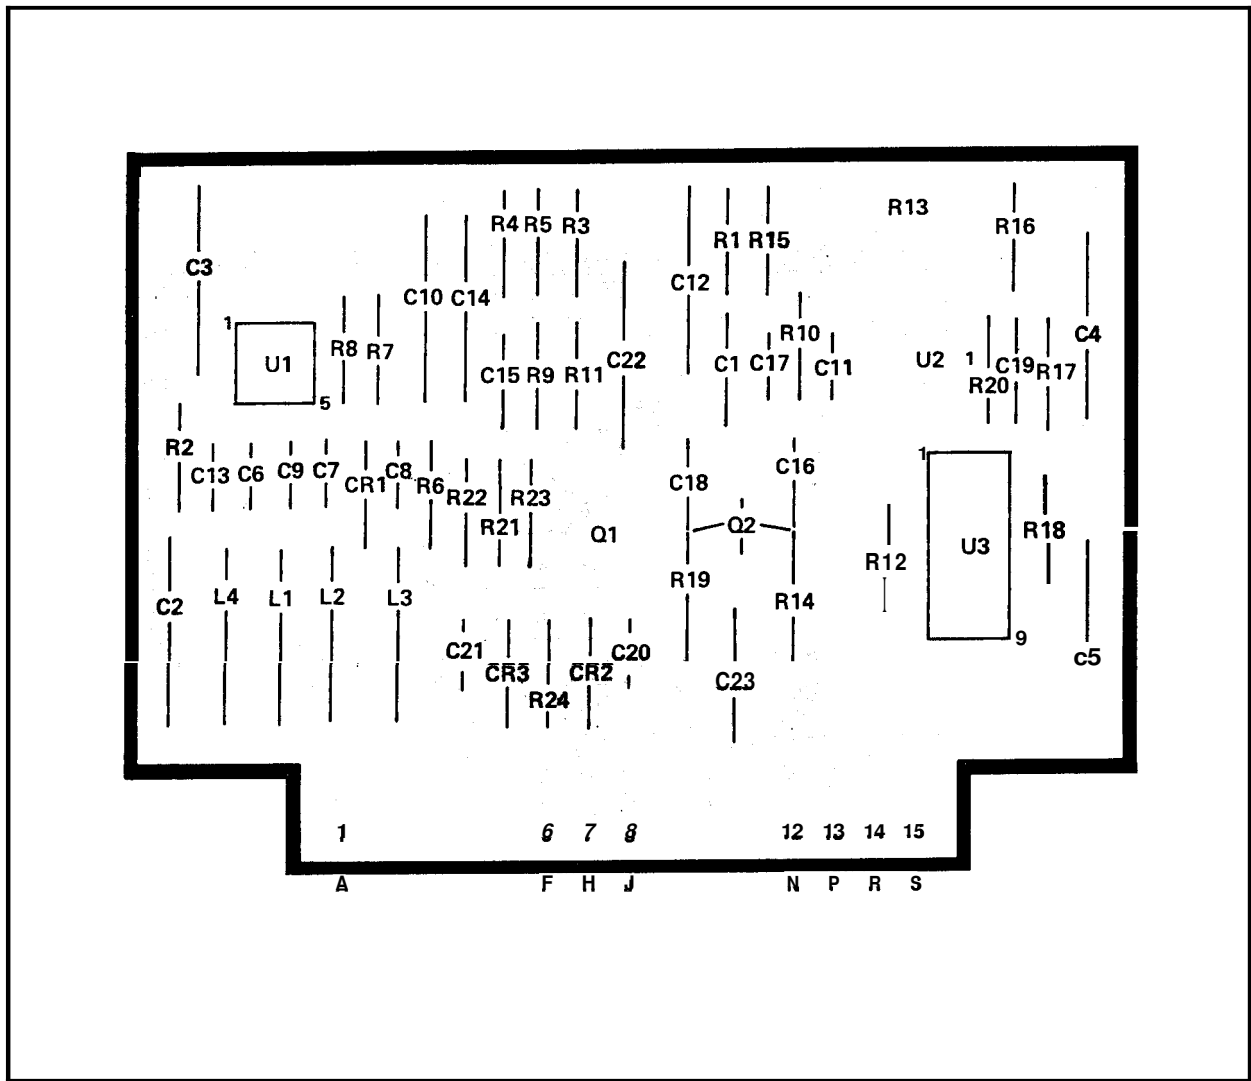 R13
R4 R5 R3 R16
R1 R15
C3
C12
C10 C14
1
R10 C4
R8 R7
U1 C22 C1 C17 C11 U2 1 C19 R17
C15 R9 R11 R20
5
R2
1
C13 C6 C9 C7 CR1 C8 R6 C18 C16
R22 R21 R23
Q1 Q2 R18
R12 U3
C2 L4 L1 L2 L3 R19 R14
9
C21 C20 c5
CR3 CR2 C23
R24
1 6 7 8 12 13 14 15
A F H J N P R S